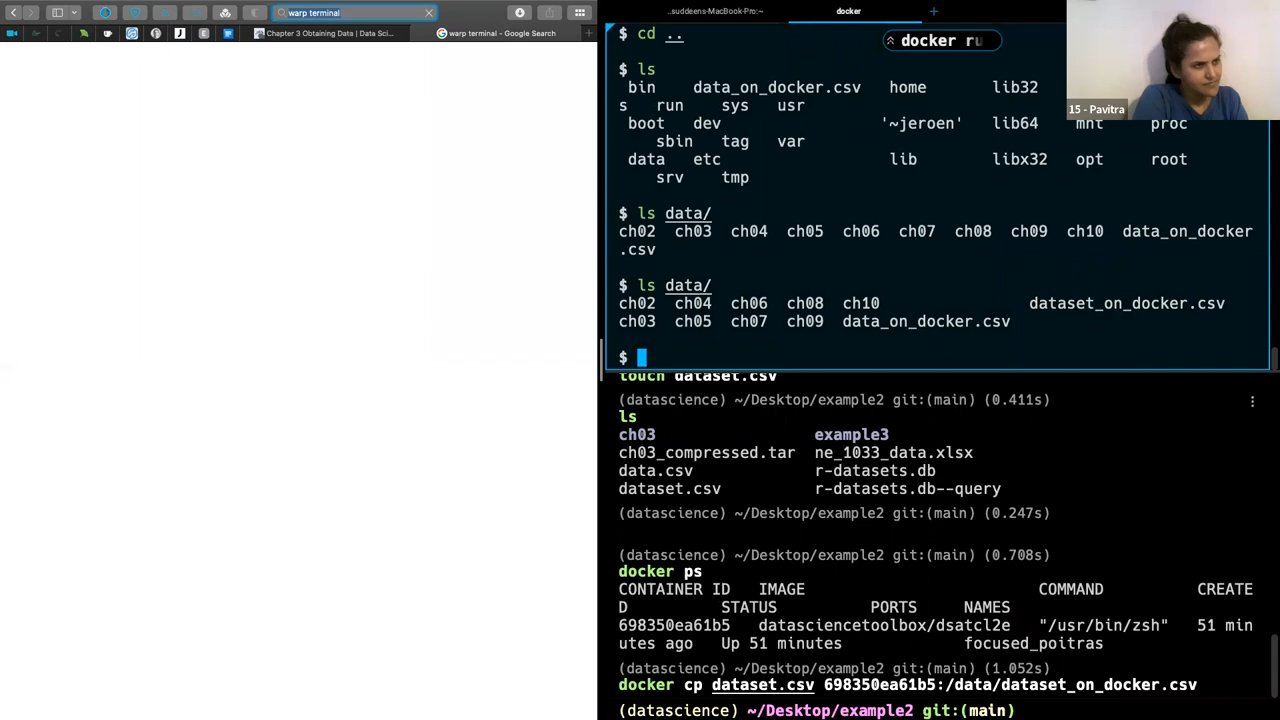 warp terminal
Chapter 3 Obtaining Data | Data Sci...
warp terminal - Google Search
..suddeens-MacBook-Pro:~
docker
$ cd ..
docker ru
$ ls
bin data_on_docker.csv home lib32
s run sys usr
boot dev '~jeroen' lib64 mnt proc
sbin tag var
data etc lib libx32 opt root
srv tmp
15 - Pavitra
$ ls data/
ch02 ch03 ch04 ch05 ch06 ch07 ch08 ch09 ch10 data_on_docker
.csv
$ ls data/
ch02 ch04 ch06 ch08 ch10 dataset_on_docker.csv
ch03 ch05 ch07 ch09 data_on_docker.csv
$
touch dataset.csv
(datascience) ~/Desktop/example2 git:(main) (0.411s)
ls
ch03 example3
ch03_compressed.tar ne_1033_data.xlsx
data.csv r-datasets.db
dataset.csv r-datasets.db--query
(datascience) ~/Desktop/example2 git:(main) (0.247s)
(datascience) ~/Desktop/example2 git:(main) (0.708s)
docker ps
CONTAINER ID IMAGE COMMAND CREATE
D STATUS PORTS NAMES
698350ea61b5 datasciencetoolbox/dsatcl2e "/usr/bin/zsh" 51 min
utes ago Up 51 minutes focused_poitras
(datascience) ~/Desktop/example2 git:(main) (1.052s)
docker cp dataset.csv 698350ea61b5:/data/dataset_on_docker.csv
(datascience) ~/Desktop/example2 git:(main)